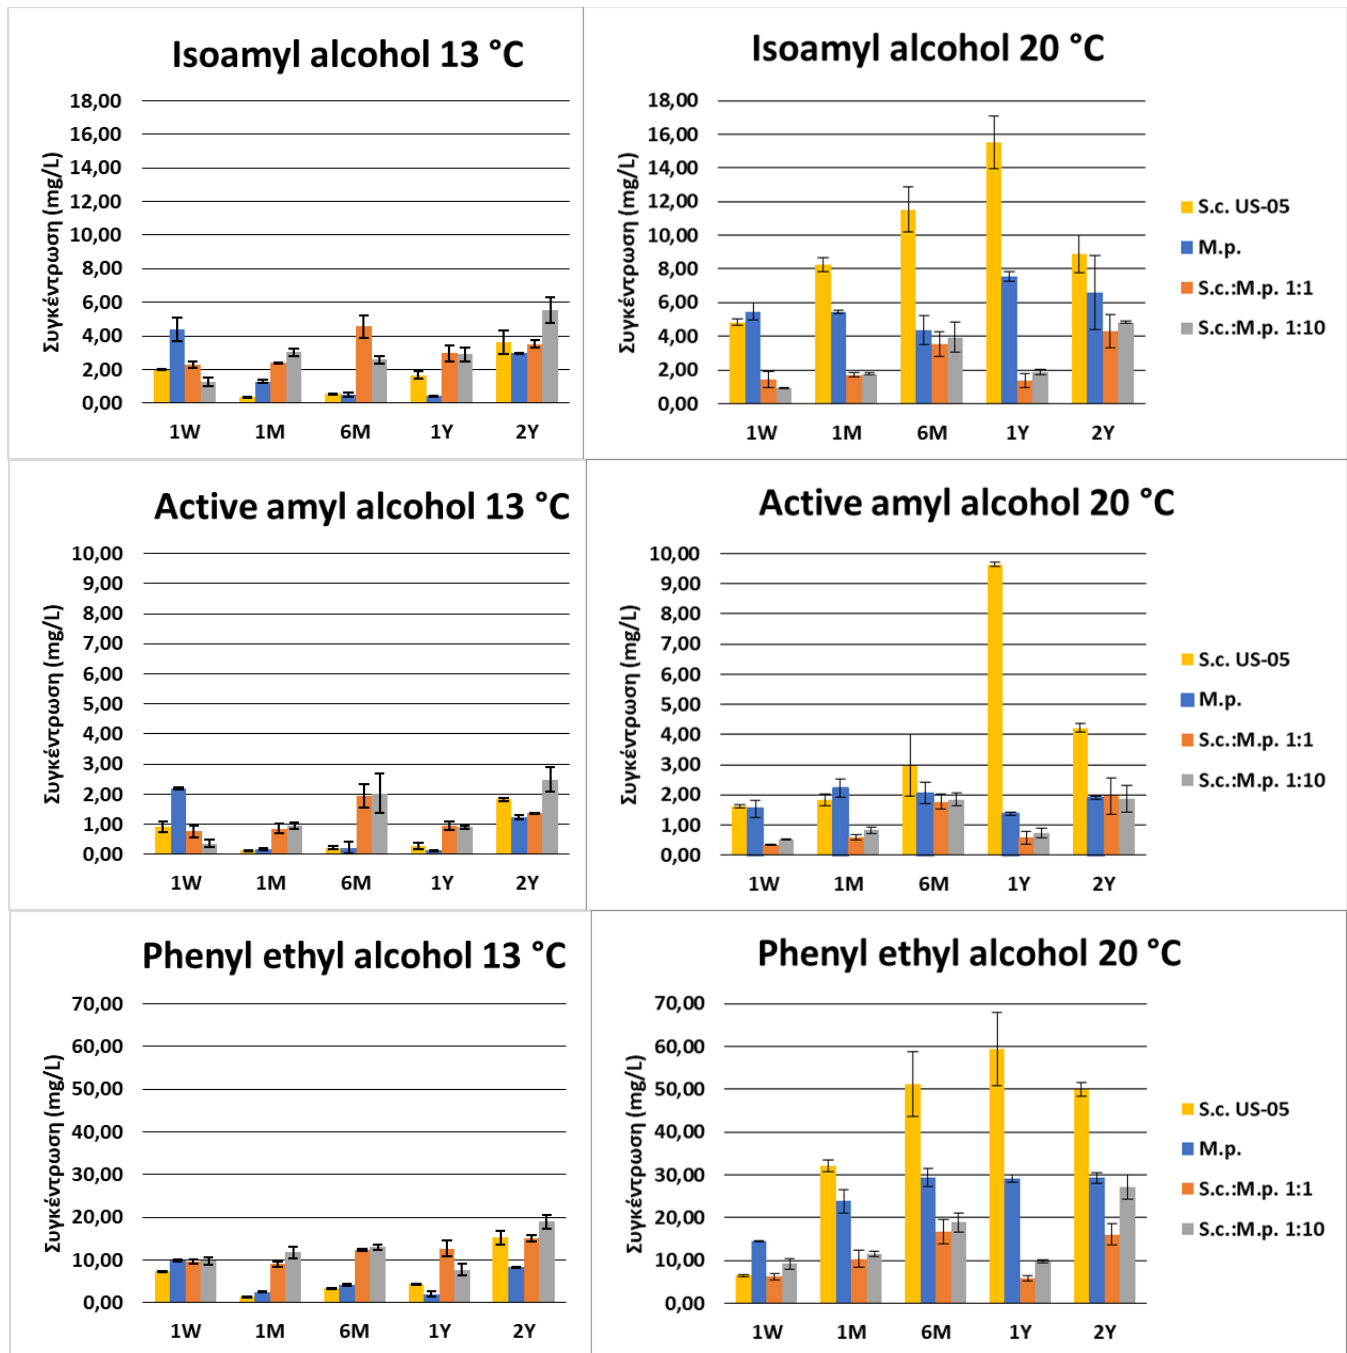 Isoamyl alcohol 13 °C
Συγκέντρωση (mg/L)
18,00
16,00
14,00
12,00
10,00
8,00
6,00
4,00
2,00
0,00
1W 1M 6M 1Y 2Y
Isoamyl alcohol 20 °C
Συγκέντρωση (mg/L)
18,00
16,00
14,00
12,00
10,00
8,00
6,00
4,00
2,00
0,00
1W 1M 6M 1Y 2Y
S.c. US-05
M.p.
S.c.:M.p. 1:1
S.c.:M.p. 1:10
Active amyl alcohol 13 °C
Συγκέντρωση (mg/L)
10,00
9,00
8,00
7,00
6,00
5,00
4,00
3,00
2,00
1,00
0,00
1W 1M 6M 1Y 2Y
Active amyl alcohol 20 °C
Συγκέντρωση (mg/L)
10,00
9,00
8,00
7,00
6,00
5,00
4,00
3,00
2,00
1,00
0,00
1W 1M 6M 1Y 2Y
S.c. US-05
M.p.
S.c.:M.p. 1:1
S.c.:M.p. 1:10
Phenyl ethyl alcohol 13 °C
Συγκέντρωση (mg/L)
70,00
60,00
50,00
40,00
30,00
20,00
10,00
0,00
1W 1M 6M 1Y 2Y
Phenyl ethyl alcohol 20 °C
Συγκέντρωση (mg/L)
70,00
60,00
50,00
40,00
30,00
20,00
10,00
0,00
1W 1M 6M 1Y 2Y
S.c. US-05
M.p.
S.c.:M.p. 1:1
S.c.:M.p. 1:10